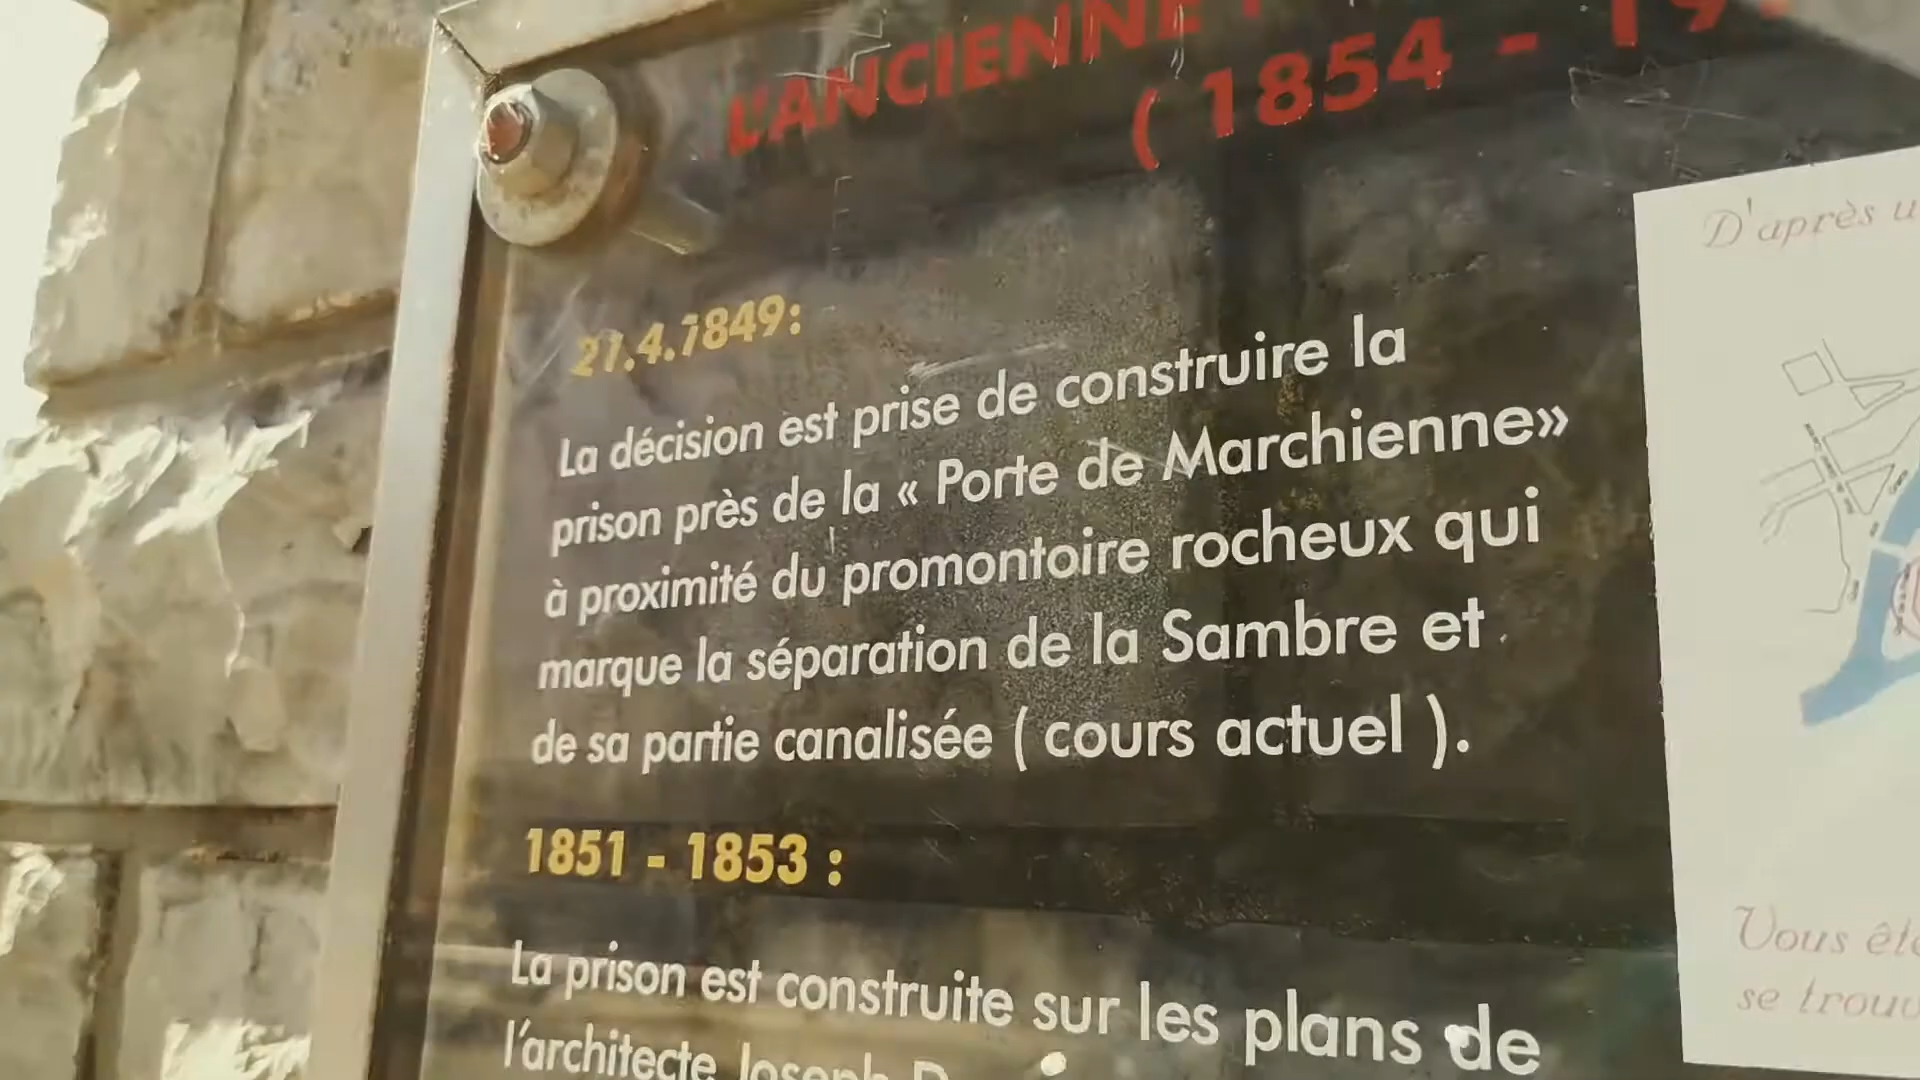 L'ANCIENNE
( 1854 - 19
27.4.1849:
La décision est prise de construire la
prison près de la « Porte de Marchienne»
à proximité du promontoire rocheux qui
marque la séparation de la Sambre et
de sa partie canalisée ( cours actuel ).
1851 - 1853 :
La prison est construite sur les plans de
l'architecte Joseph
D'après
Vous
se